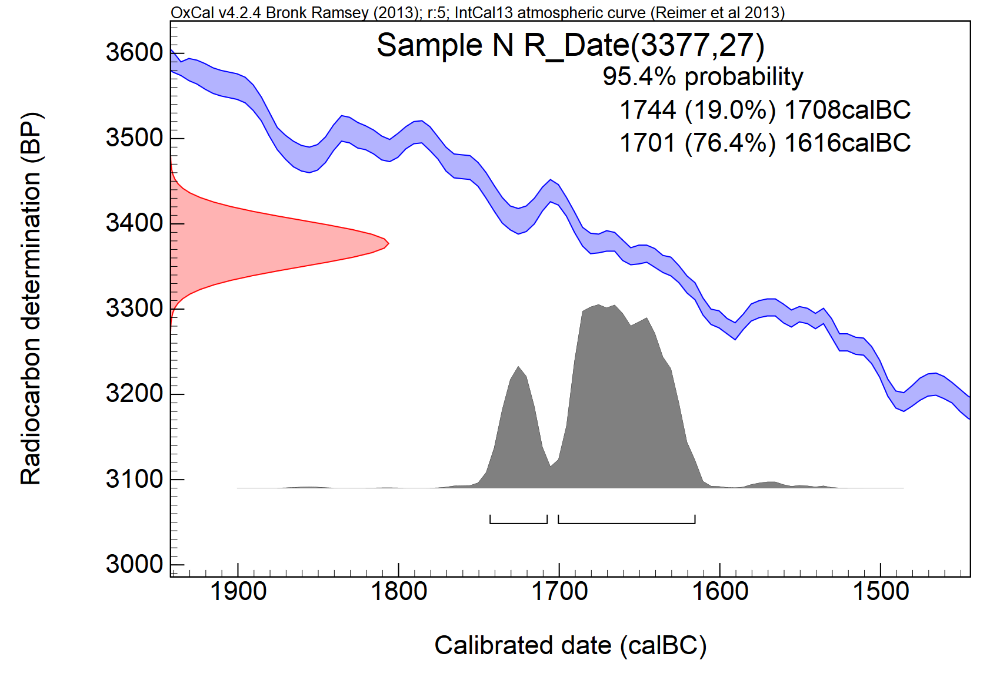 OxCal v4.2.4 Bronk Ramsey (2013); r:5; IntCal13 atmospheric curve (Reimer et al 2013)
Sample N R_Date(3377,27)
95.4% probability
1744 (19.0%) 1708calBC
1701 (76.4%) 1616calBC
Radiocarbon determination (BP)
3600
3500
3400
3300
3200
3100
3000
1900 1800 1700 1600 1500
Calibrated date (calBC)